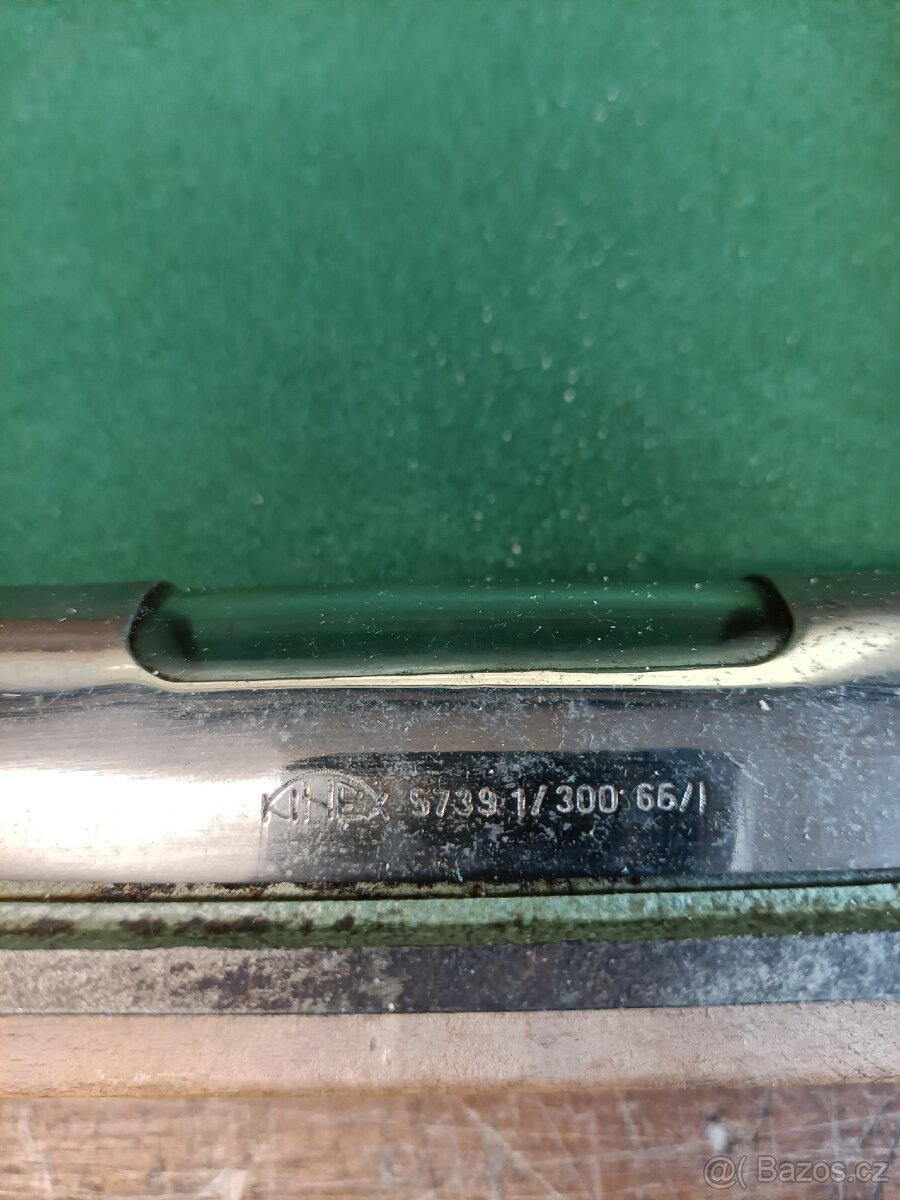 KINEX 5739 1/300 66/I
@( Bazos.cz